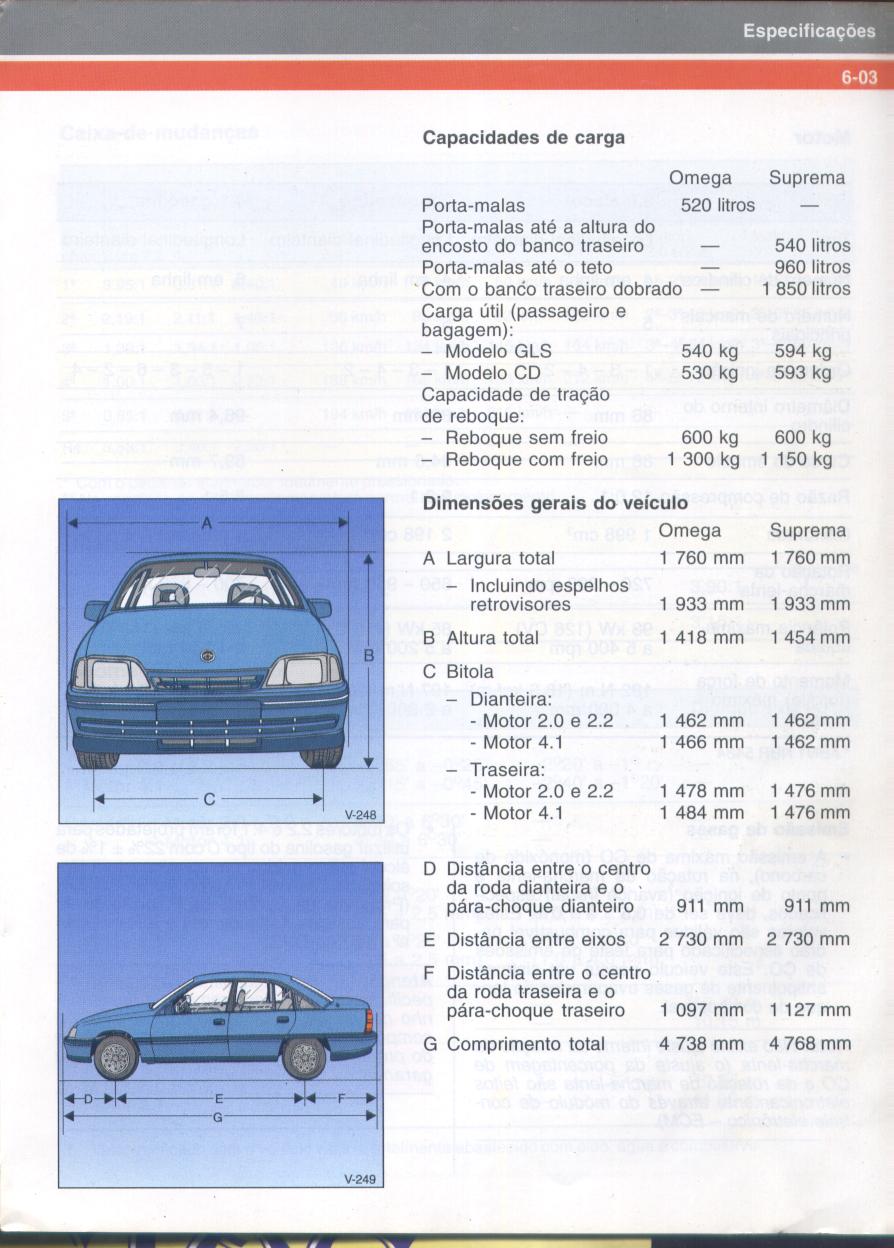 Especificações
6-03
Capacidades de carga
Omega Suprema
Porta-malas 520 litros —
Porta-malas até a altura do
encosto do banco traseiro — 540 litros
Porta-malas até o teto — 960 litros
Com o banco traseiro dobrado — 1 850 litros
Carga útil (passageiro e
bagagem):
– Modelo GLS 540 kg 594 kg
– Modelo CD 530 kg 593 kg
Capacidade de tração
de reboque:
– Reboque sem freio 600 kg 600 kg
– Reboque com freio 1 300 kg 1 150 kg
Dimensões gerais do veículo
Omega Suprema
A Largura total 1 760 mm 1 760 mm
– Incluindo espelhos
retrovisores 1 933 mm 1 933 mm
B Altura total 1 418 mm 1 454 mm
C Bitola
– Dianteira:
- Motor 2.0 e 2.2 1 462 mm 1 462 mm
- Motor 4.1 1 466 mm 1 462 mm
– Traseira:
- Motor 2.0 e 2.2 1 478 mm 1 476 mm
- Motor 4.1 1 484 mm 1 476 mm
D Distância entre o centro
da roda dianteira e o
pára-choque dianteiro 911 mm 911 mm
E Distância entre eixos 2 730 mm 2 730 mm
F Distância entre o centro
da roda traseira e o
pára-choque traseiro 1 097 mm 1 127 mm
G Comprimento total 4 738 mm 4 768 mm
A
B
C
V-248
D E F
G
V-249